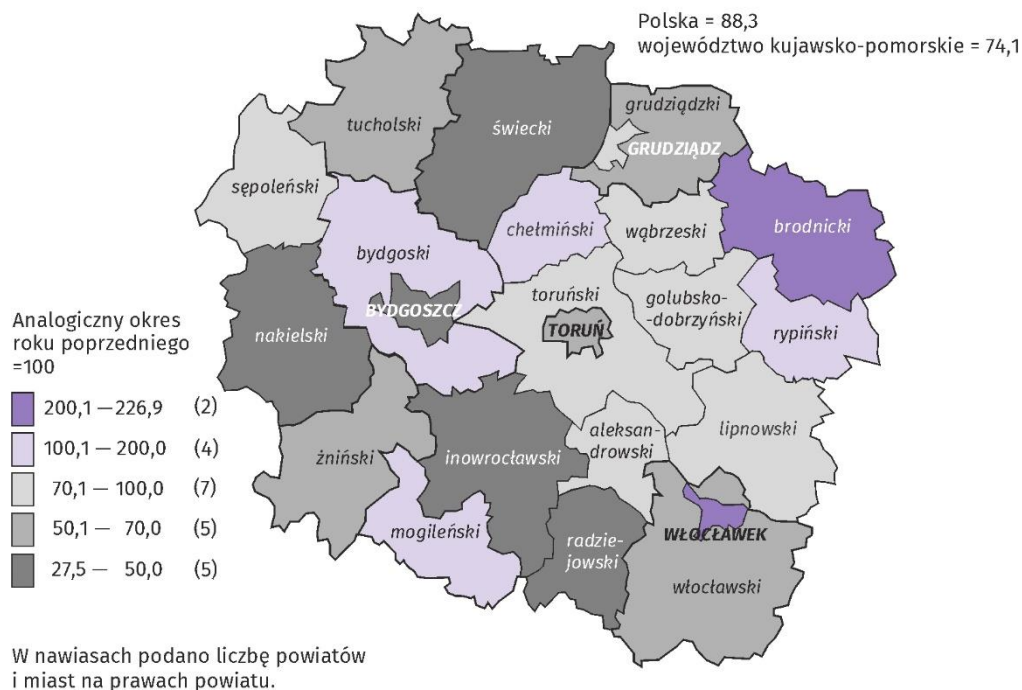 Polska = 88,3
województwo kujawsko-pomorskie = 74,1
tucholski
świecki
grudziądzki
GRUDZIĄDZ
sępoleński
chełmiński
wąbrzeski
brodnicki
bydgoski
BYDGOSZCZ
toruński
TORUŃ
golubsko-
-dobrzyński
rypiński
nakielski
żniński
inowrocławski
aleksan-
drowski
lipnowski
mogileński
radzie-
jowski
WŁOCŁAWEK
włocławski
Analogiczny okres
roku poprzedniego
=100
200,1 — 226,9 (2)
100,1 — 200,0 (4)
70,1 — 100,0 (7)
50,1 — 70,0 (5)
27,5 — 50,0 (5)
W nawiasach podano liczbę powiatów
i miast na prawach powiatu.